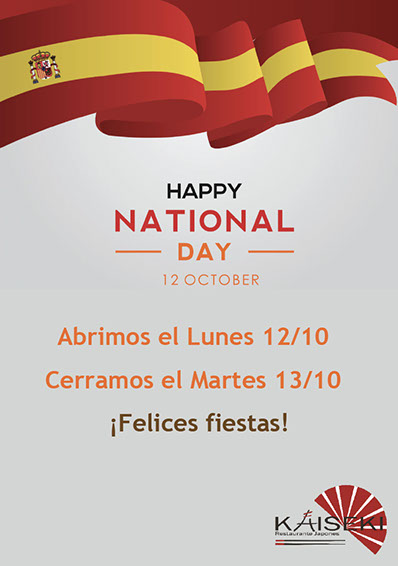 HAPPY
NATIONAL
DAY
12 OCTOBER
Abrimos el Lunes 12/10
Cerramos el Martes 13/10
¡Felices fiestas!
KAISEKI
Restaurante Japones